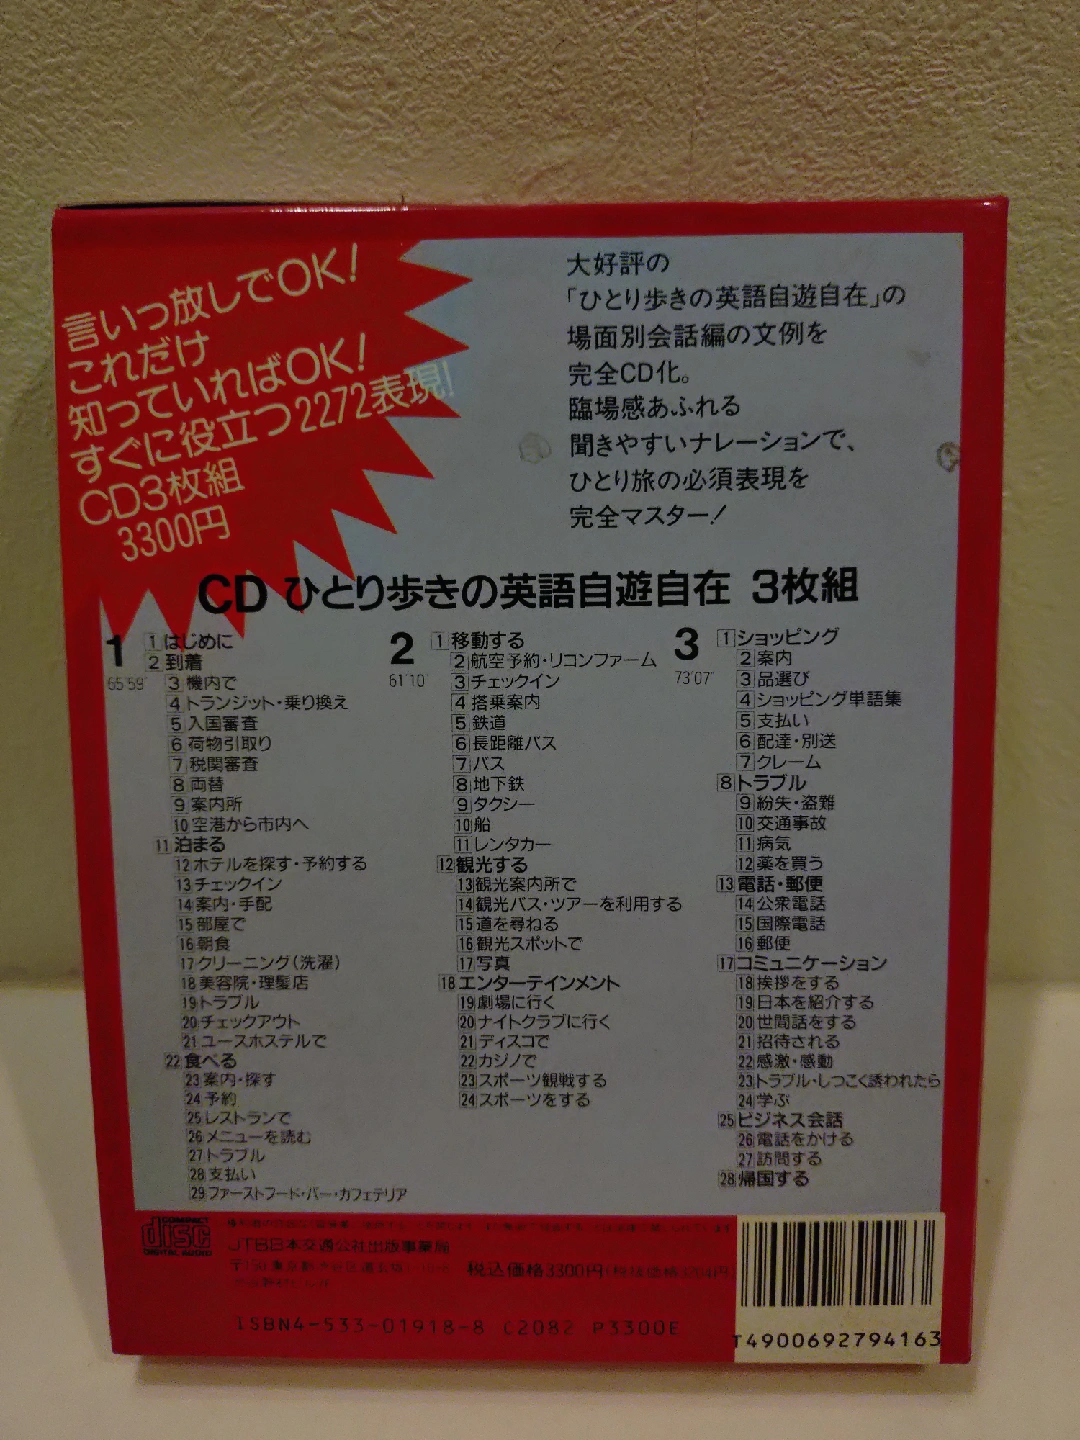 言いっ放しでOK!
これだけ
知っていればOK!
すぐに役立つ2272表現!
CD3枚組
3300円
大好評の
「ひとり歩きの英語自遊自在」の
場面別会話編の文例を
完全CD化。
臨場感あふれる
聞きやすいナレーションで、
ひとり旅の必須表現を
完全マスター!
CD ひとり歩きの英語自遊自在 3枚組
1
65'59"
1 はじめに
2 到着
3 機内で
4 トランジット・乗り換え
5 入国審査
6 荷物引取り
7 税関審査
8 両替
9 案内所
10 空港から市内へ
11 泊まる
12 ホテルを探す・予約する
13 チェックイン
14 案内・手配
15 部屋で
16 朝食
17 クリーニング(洗濯)
18 美容院・理髪店
19 トラブル
20 チェックアウト
21 ユースホステルで
22 食べる
23 案内・探す
24 予約
25 レストランで
26 メニューを読む
27 トラブル
28 支払い
29 ファーストフード・バー・カフェテリア
2
61'10"
1 移動する
2 航空予約・リコンファーム
3 チェックイン
4 搭乗案内
5 鉄道
6 長距離バス
7 バス
8 地下鉄
9 タクシー
10 船
11 レンタカー
12 観光する
13 観光案内所で
14 観光バス・ツアーを利用する
15 道を尋ねる
16 観光スポットで
17 写真
18 エンターテインメント
19 劇場に行く
20 ナイトクラブに行く
21 ディスコで
22 カジノで
23 スポーツ観戦する
24 スポーツをする
3
73'07"
1 ショッピング
2 案内
3 品選び
4 ショッピング単語集
5 支払い
6 配達・別送
7 クレーム
8 トラブル
9 紛失・盗難
10 交通事故
11 病気
12 薬を買う
13 電話・郵便
14 公衆電話
15 国際電話
16 郵便
17 コミュニケーション
18 挨拶をする
19 日本を紹介する
20 世間話をする
21 招待される
22 感激・感動
23 トラブル・しつこく誘われたら
24 学ぶ
25 ビジネス会話
26 電話をかける
27 訪問する
28 帰国する
COMPACT
disc
DIGITAL AUDIO
JTB日本交通公社出版事業局
税込価格3300円(税抜価格3204円)
ISBN4-533-01918-8 C2082 P3300E
T4900692794163